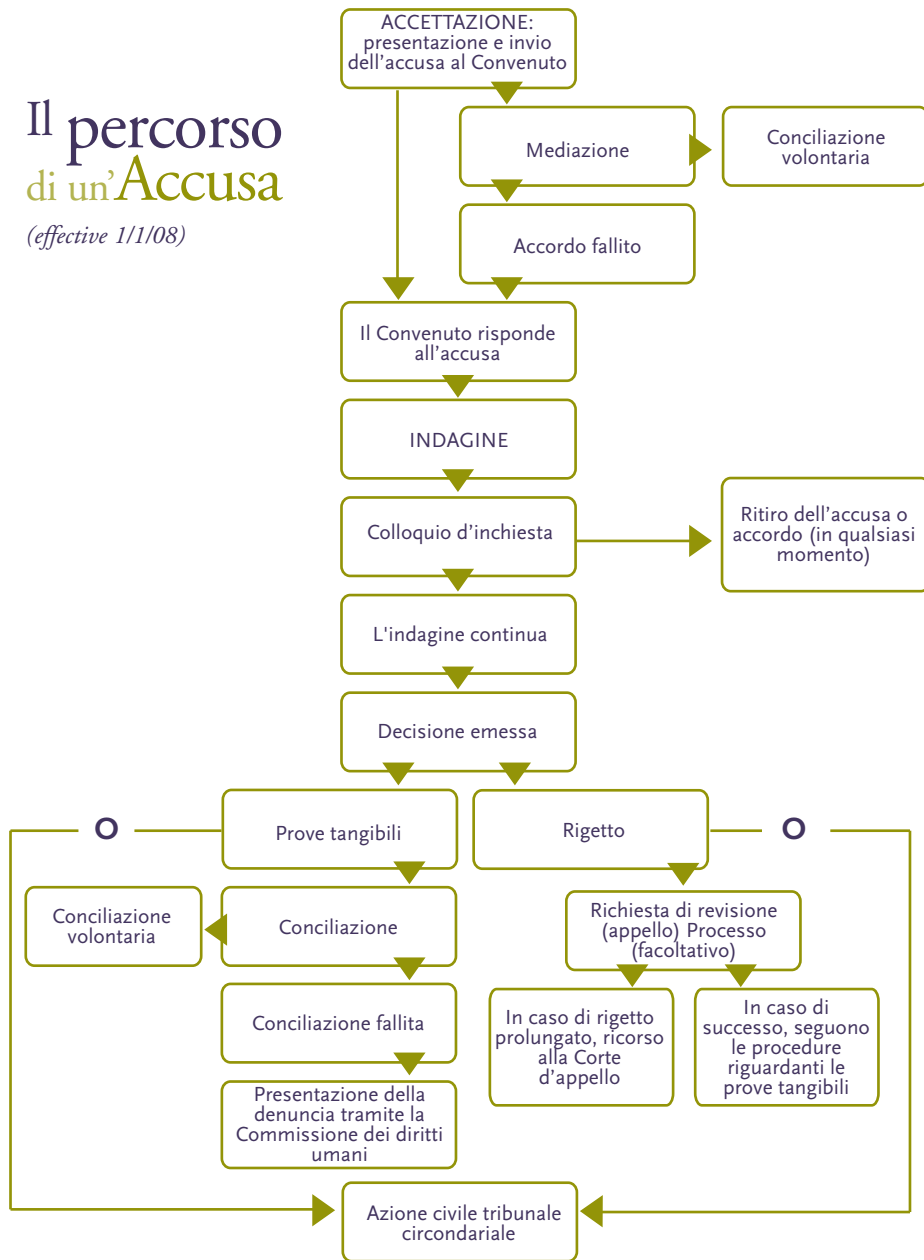 Il percorso
di un'Accusa
(effective 1/1/08)
ACCETTAZIONE:
presentazione e invio
dell'accusa al Convenuto
Mediazione
Conciliazione
volontaria
Accordo fallito
Il Convenuto risponde
all'accusa
INDAGINE
Colloquio d'inchiesta
Ritiro dell'accusa o
accordo (in qualsiasi
momento)
L'indagine continua
Decisione emessa
O
Prove tangibili
Rigetto
O
Conciliazione
volontaria
Conciliazione
Richiesta di revisione
(appello) Processo
(facoltativo)
Conciliazione fallita
In caso di rigetto
prolungato, ricorso
alla Corte
d'appello
In caso di
successo, seguono
le procedure
riguardanti le
prove tangibili
Presentazione della
denuncia tramite la
Commissione dei diritti
umani
Azione civile tribunale
circondariale